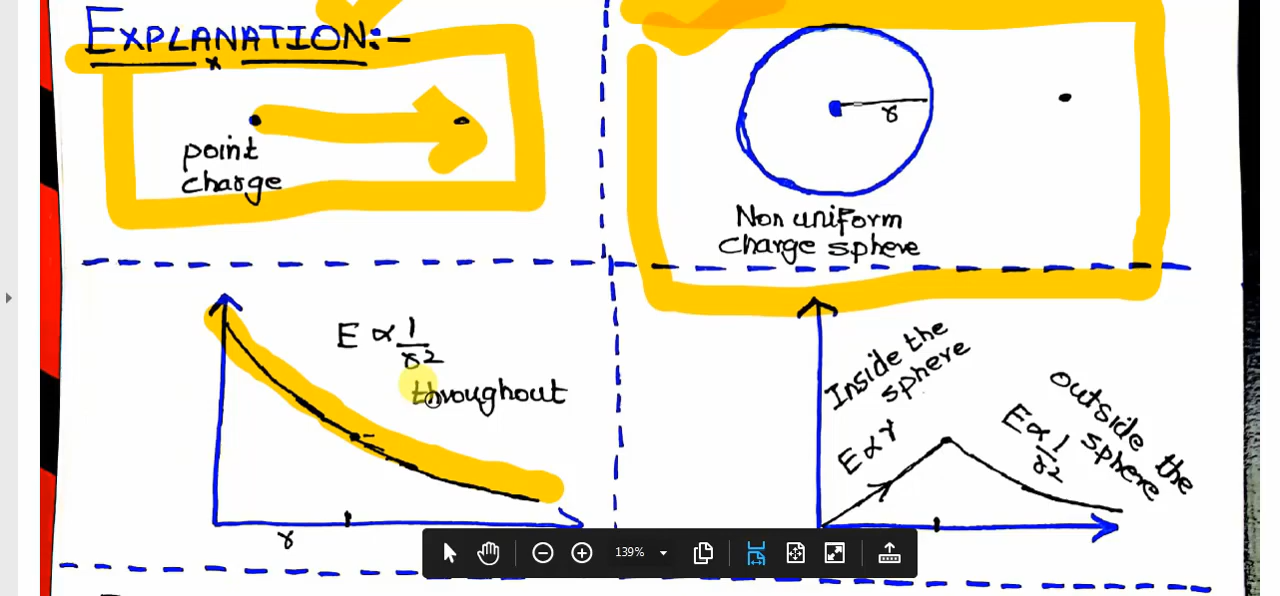 EXPLANATION:-
point
charge
r
Non uniform
charge sphere
E ∝ 1/r2
throughout
r
Inside the
sphere
E ∝ r
outside the
sphere
E ∝ 1/r2
139%